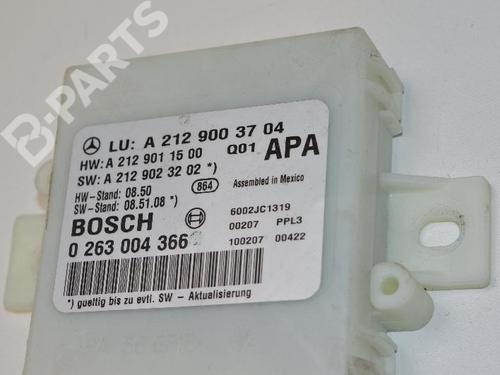 B-PARTS
LU: A 212 900 37 04
HW: A 212 901 15 00 Q01 APA
SW: A 212 902 32 02 *)
HW-Stand: 08.50 864 Assembled in Mexico
SW-Stand: 08.51.08 *)
BOSCH 6002JC1319
00207 PPL3
0 263 004 366
100207 00422
*) gueltig bis zu evtl. SW - Aktualisierung
B-PARTS